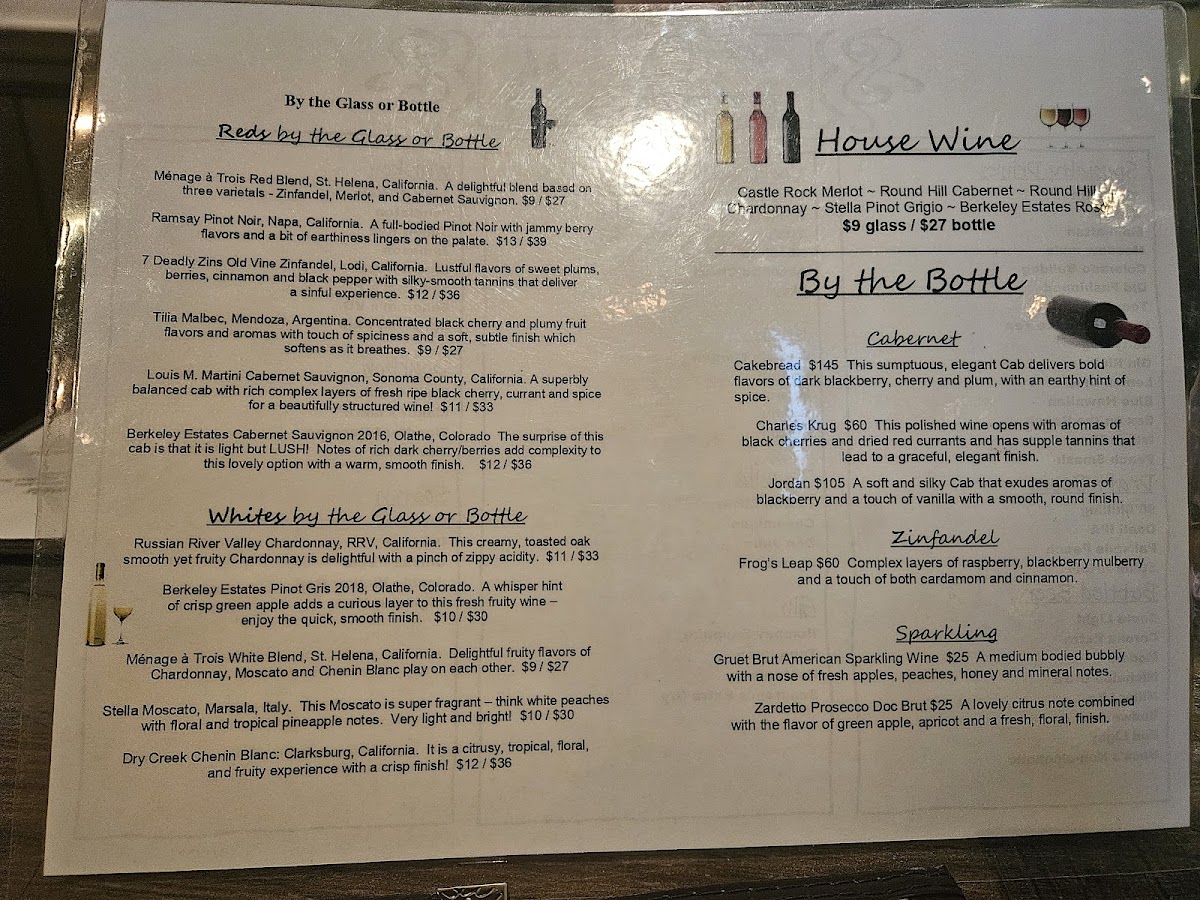 By the Glass or Bottle
Reds by the Glass or Bottle
Ménage à Trois Red Blend, St. Helena, California. A delightful blend based on
three varietals - Zinfandel, Merlot, and Cabernet Sauvignon. $9 / $27
Ramsay Pinot Noir, Napa, California. A full-bodied Pinot Noir with jammy berry
flavors and a bit of earthiness lingers on the palate. $13 / $39
7 Deadly Zins Old Vine Zinfandel, Lodi, California. Lustful flavors of sweet plums,
berries, cinnamon and black pepper with silky-smooth tannins that deliver
a sinful experience. $12 / $36
Tilia Malbec, Mendoza, Argentina. Concentrated black cherry and plumy fruit
flavors and aromas with touch of spiciness and a soft, subtle finish which
softens as it breathes. $9 / $27
Louis M. Martini Cabernet Sauvignon, Sonoma County, California. A superbly
balanced cab with rich complex layers of fresh ripe black cherry, currant and spice
for a beautifully structured wine! $11 / $33
Berkeley Estates Cabernet Sauvignon 2016, Olathe, Colorado The surprise of this
cab is that it is light but LUSH! Notes of rich dark cherry/berries add complexity to
this lovely option with a warm, smooth finish. $12 / $36
Whites by the Glass or Bottle
Russian River Valley Chardonnay, RRV, California. This creamy, toasted oak
smooth yet fruity Chardonnay is delightful with a pinch of zippy acidity. $11 / $33
Berkeley Estates Pinot Gris 2018, Olathe, Colorado. A whisper hint
of crisp green apple adds a curious layer to this fresh fruity wine –
enjoy the quick, smooth finish. $10 / $30
Ménage à Trois White Blend, St. Helena, California. Delightful fruity flavors of
Chardonnay, Moscato and Chenin Blanc play on each other. $9 / $27
Stella Moscato, Marsala, Italy. This Moscato is super fragrant – think white peaches
with floral and tropical pineapple notes. Very light and bright! $10 / $30
Dry Creek Chenin Blanc: Clarksburg, California. It is a citrusy, tropical, floral,
and fruity experience with a crisp finish! $12 / $36
House Wine
Castle Rock Merlot ~ Round Hill Cabernet ~ Round Hill
Chardonnay ~ Stella Pinot Grigio ~ Berkeley Estates Rose
$9 glass / $27 bottle
By the Bottle
Cabernet
Cakebread $145 This sumptuous, elegant Cab delivers bold
flavors of dark blackberry, cherry and plum, with an earthy hint of
spice.
Charles Krug $60 This polished wine opens with aromas of
black cherries and dried red currants and has supple tannins that
lead to a graceful, elegant finish.
Jordan $105 A soft and silky Cab that exudes aromas of
blackberry and a touch of vanilla with a smooth, round finish.
Zinfandel
Frog's Leap $60 Complex layers of raspberry, blackberry mulberry
and a touch of both cardamom and cinnamon.
Sparkling
Gruet Brut American Sparkling Wine $25 A medium bodied bubbly
with a nose of fresh apples, peaches, honey and mineral notes.
Zardetto Prosecco Doc Brut $25 A lovely citrus note combined
with the flavor of green apple, apricot and a fresh, floral, finish.